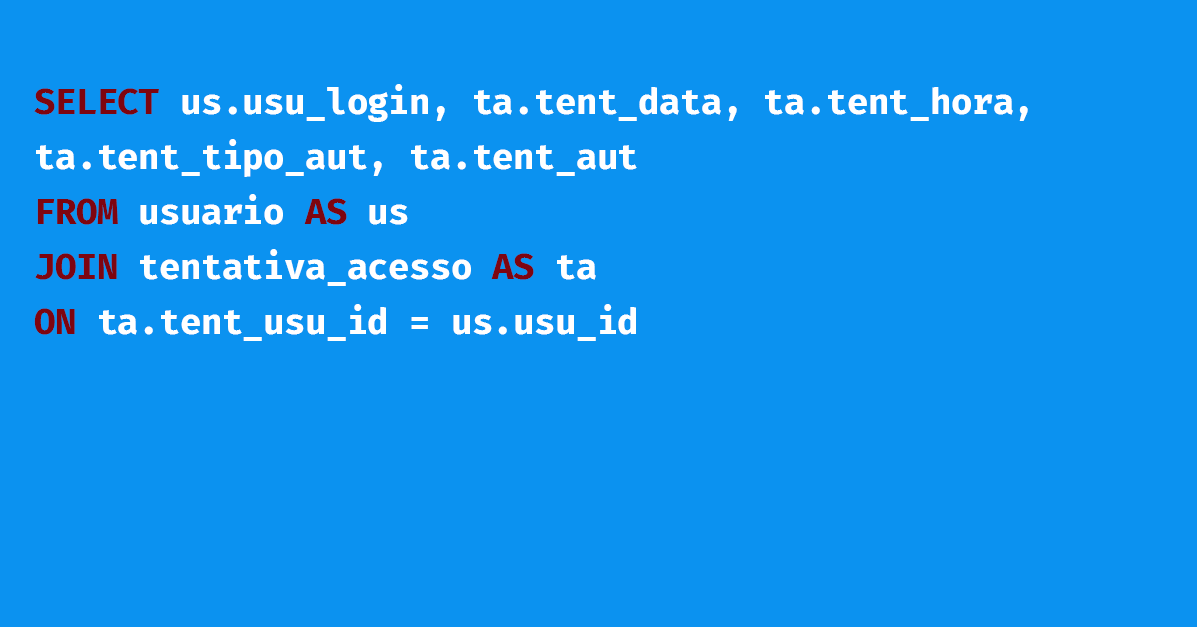 SELECT us.usu_login, ta.tent_data, ta.tent_hora,
ta.tent_tipo_aut, ta.tent_aut
FROM usuario AS us
JOIN tentativa_acesso AS ta
ON ta.tent_usu_id = us.usu_id